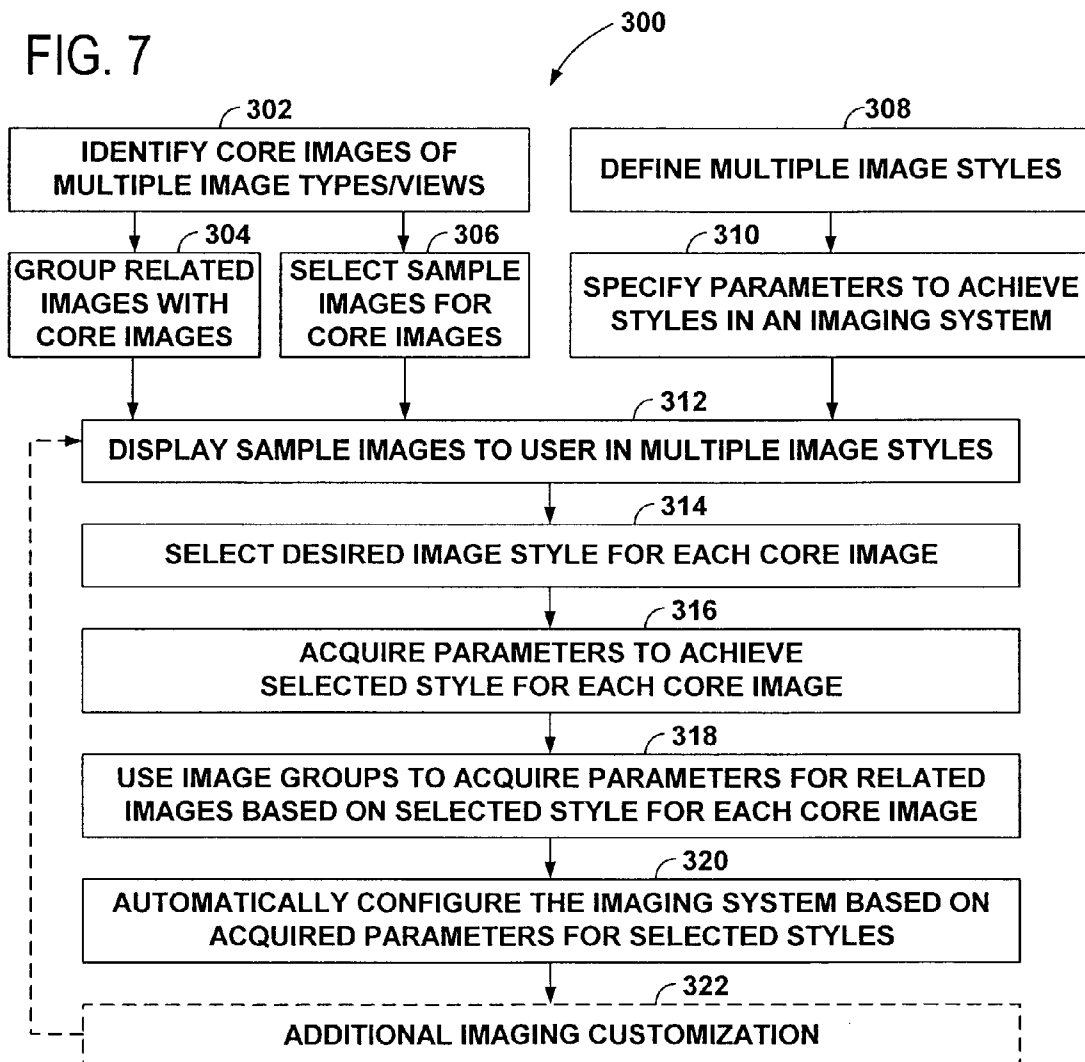 FIG. 7
300
302
IDENTIFY CORE IMAGES OF
MULTIPLE IMAGE TYPES/VIEWS
308
DEFINE MULTIPLE IMAGE STYLES
304
GROUP RELATED
IMAGES WITH
CORE IMAGES
306
SELECT SAMPLE
IMAGES FOR
CORE IMAGES
310
SPECIFY PARAMETERS TO ACHIEVE
STYLES IN AN IMAGING SYSTEM
312
DISPLAY SAMPLE IMAGES TO USER IN MULTIPLE IMAGE STYLES
314
SELECT DESIRED IMAGE STYLE FOR EACH CORE IMAGE
316
ACQUIRE PARAMETERS TO ACHIEVE
SELECTED STYLE FOR EACH CORE IMAGE
318
USE IMAGE GROUPS TO ACQUIRE PARAMETERS FOR RELATED
IMAGES BASED ON SELECTED STYLE FOR EACH CORE IMAGE
320
AUTOMATICALLY CONFIGURE THE IMAGING SYSTEM BASED ON
ACQUIRED PARAMETERS FOR SELECTED STYLES
322
ADDITIONAL IMAGING CUSTOMIZATION